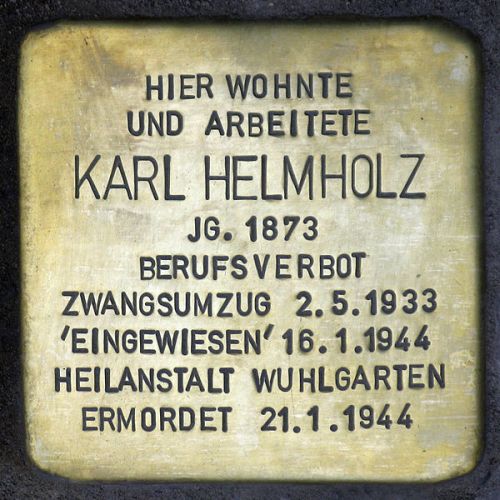 HIER WOHNTE
UND ARBEITETE
KARL HELMHOLZ
JG. 1873
BERUFSVERBOT
ZWANGSUMZUG 2.5.1933
'EINGEWIESEN' 16.1.1944
HEILANSTALT WUHLGARTEN
ERMORDET 21.1.1944